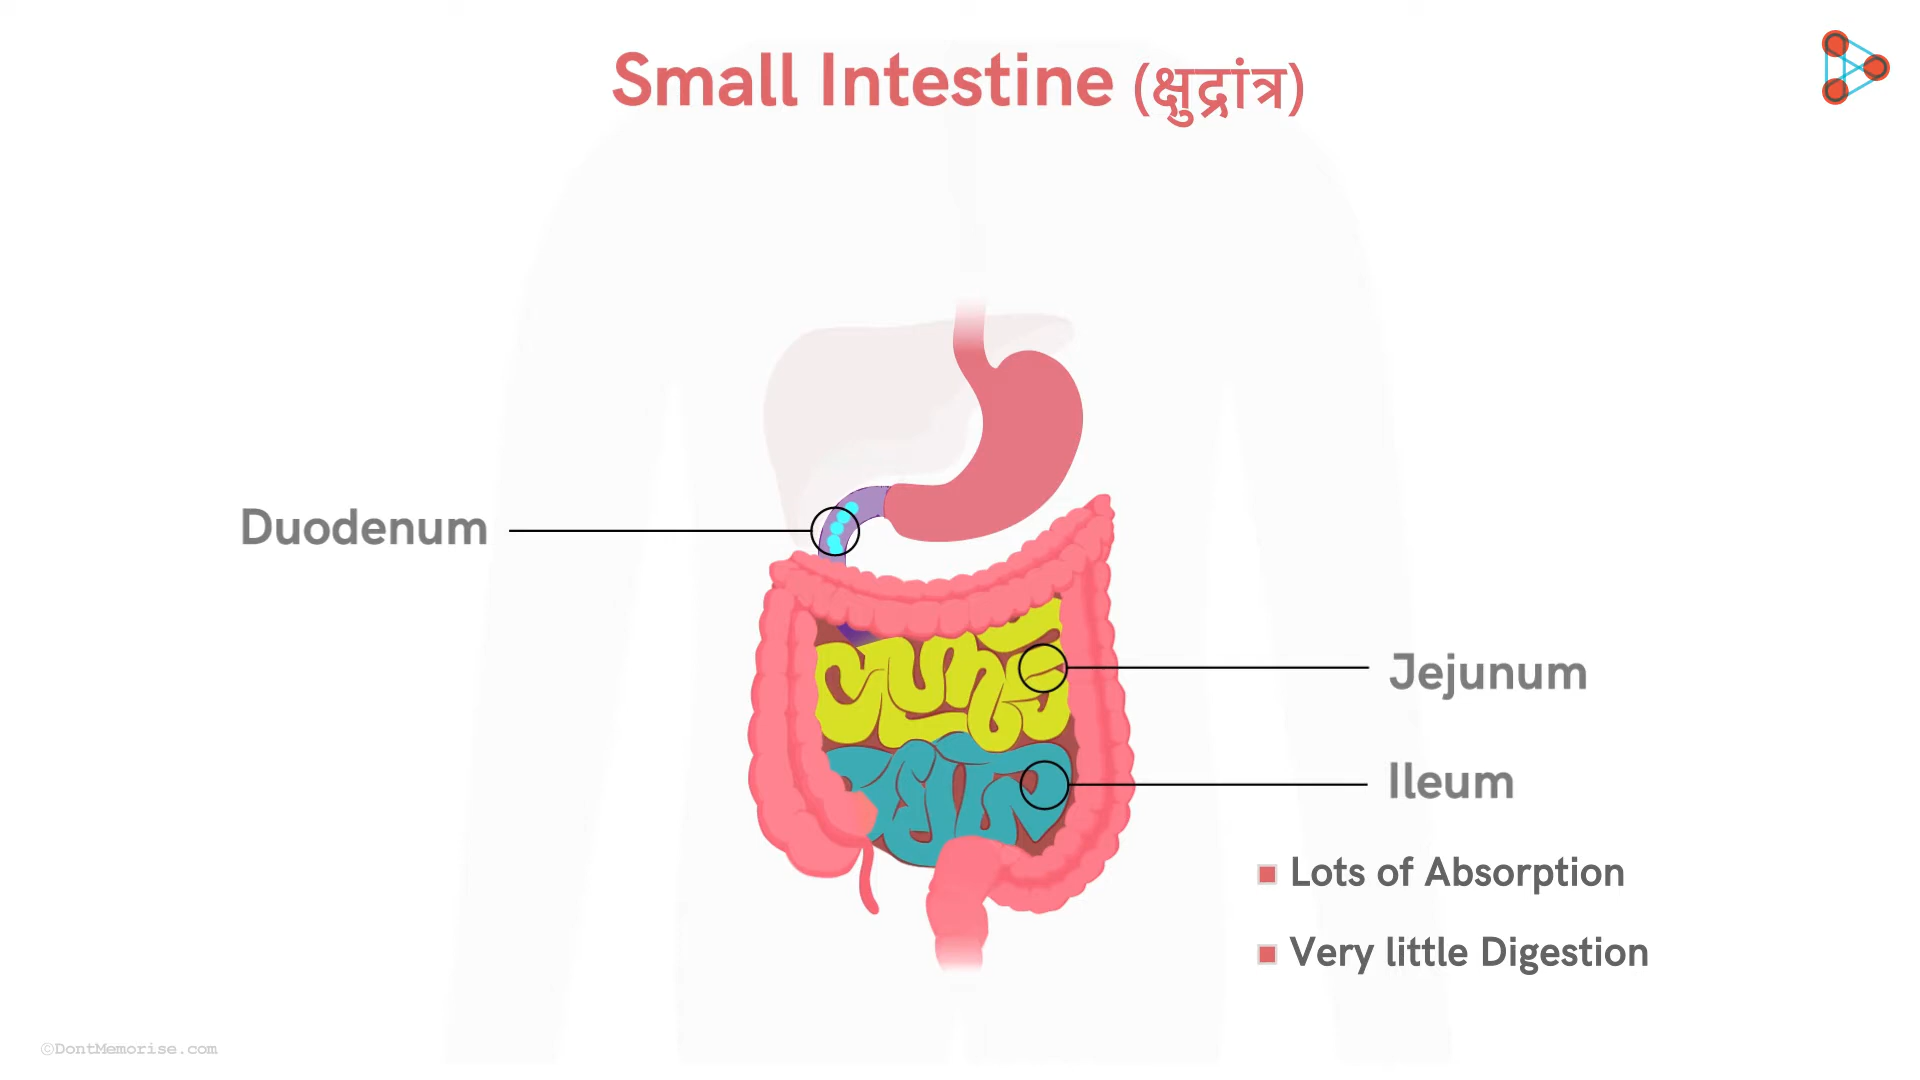 Small Intestine (क्षुद्रांत्र)
Duodenum
Jejunum
Ileum
Lots of Absorption
Very little Digestion
©DontMemorise.com